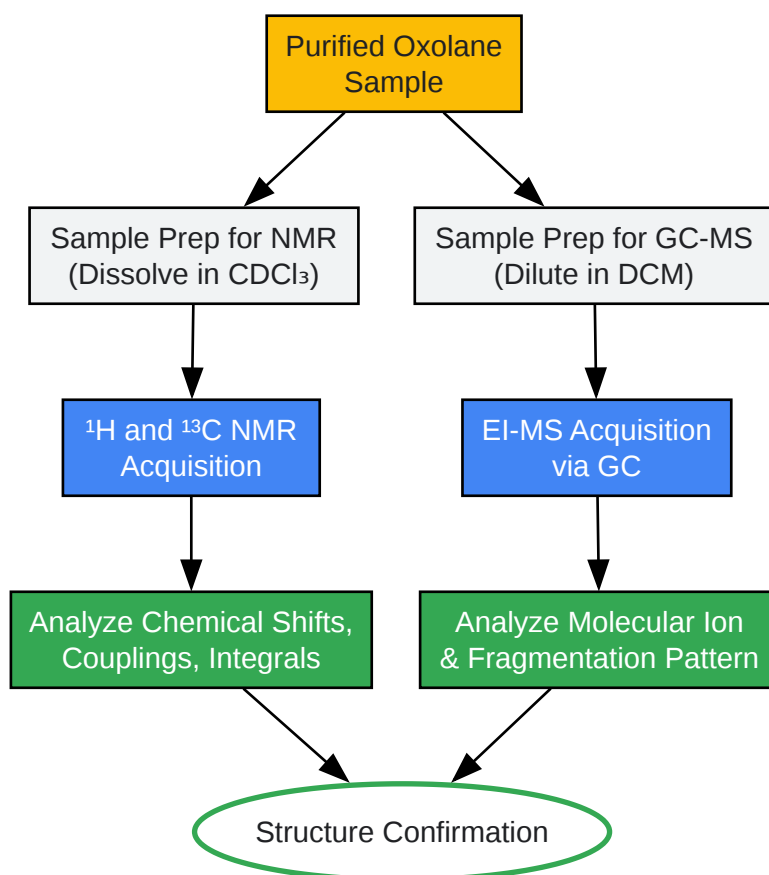 Purified Oxolane
Sample
Sample Prep for NMR
(Dissolve in CDCl₃)
Sample Prep for GC-MS
(Dilute in DCM)
¹H and ¹³C NMR
Acquisition
EI-MS Acquisition
via GC
Analyze Chemical Shifts,
Couplings, Integrals
Analyze Molecular Ion
& Fragmentation Pattern
Structure Confirmation